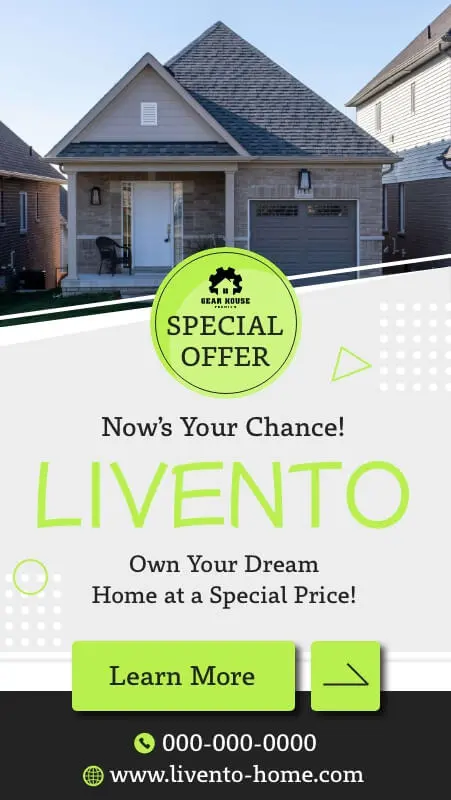 GEAR HOUSE
PREMIUM
SPECIAL
OFFER
Now's Your Chance!
LIVENTO
Own Your Dream
Home at a Special Price!
Learn More
000-000-0000
www.livento-home.com